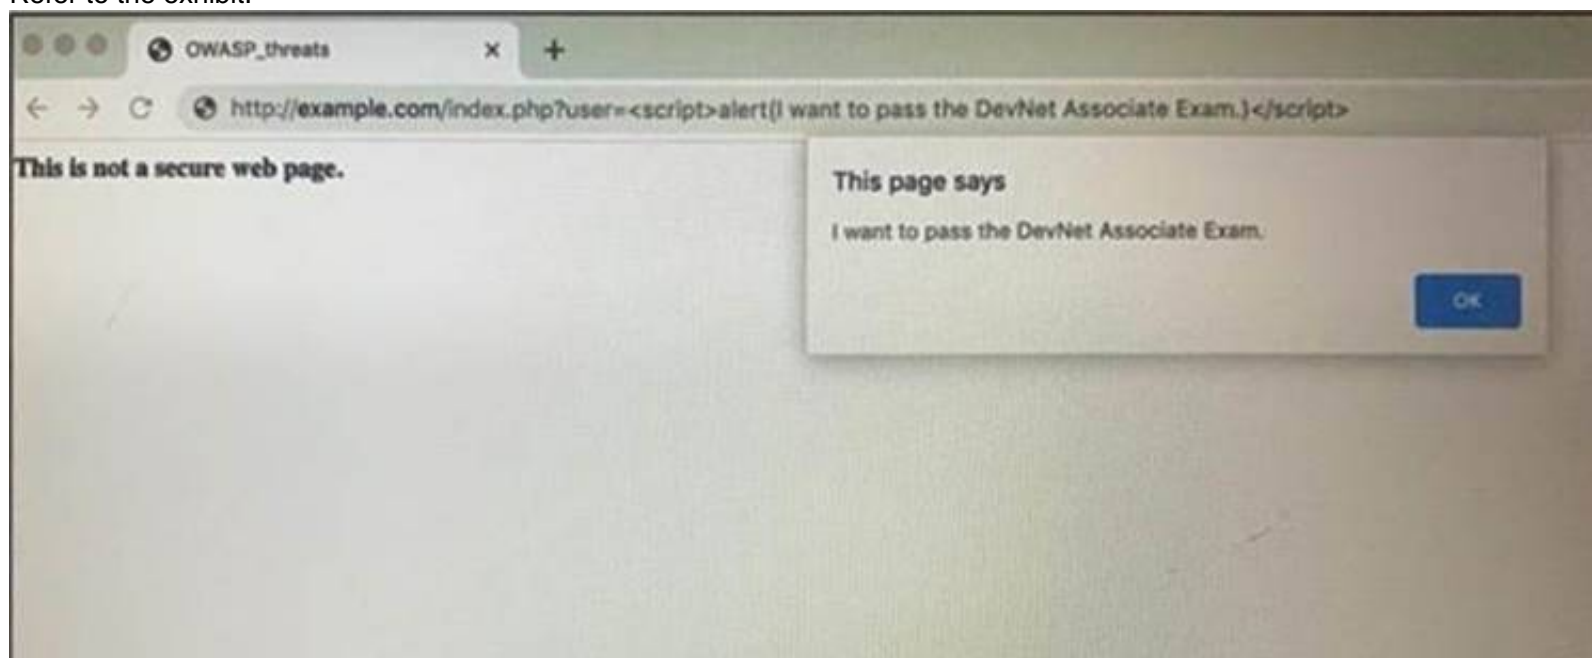 Refer to the exhibit.
OWASP_threats
http://example.com/index.php?user=<script>alert(I want to pass the DevNet Associate Exam.)</script>
This is not a secure web page.
This page says
I want to pass the DevNet Associate Exam.
OK